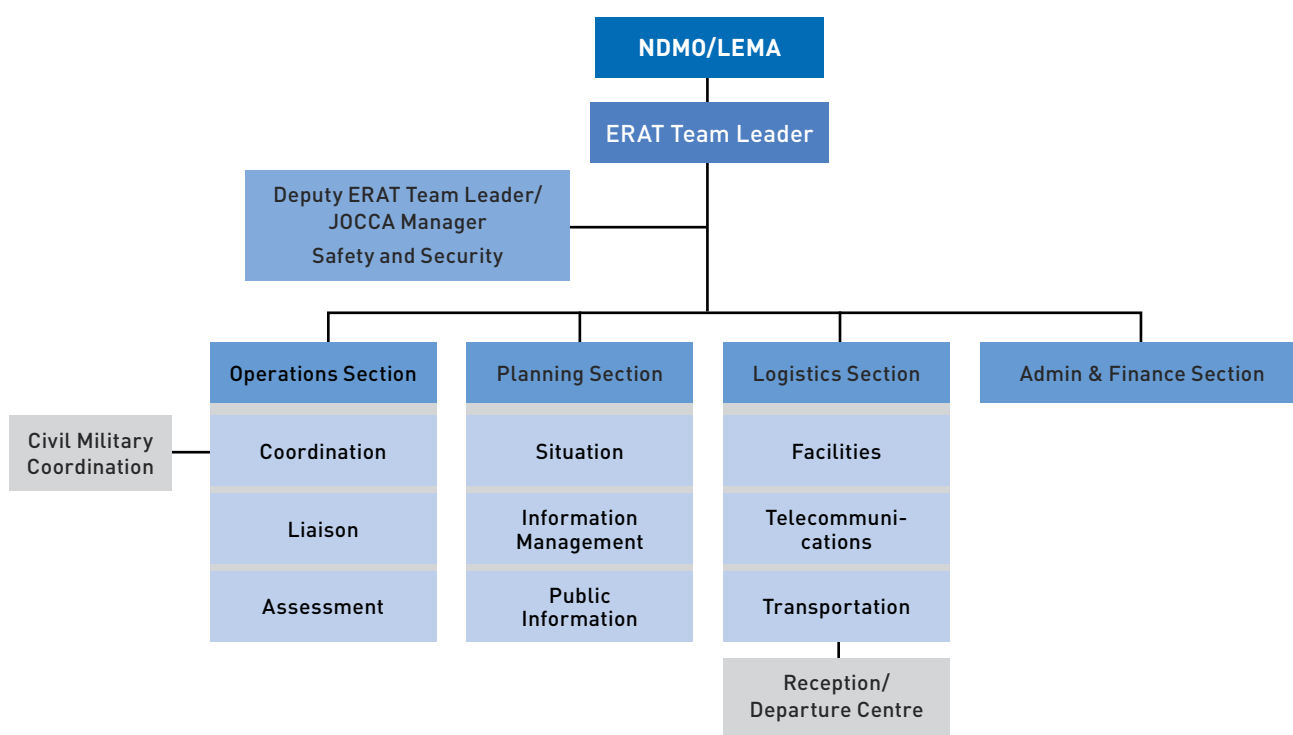 NDMO/LEMA
ERAT Team Leader
Deputy ERAT Team Leader/
JOCCA Manager
Safety and Security
Operations Section
Planning Section
Logistics Section
Admin & Finance Section
Civil Military
Coordination
Coordination
Situation
Facilities
Liaison
Information
Management
Telecommuni-
cations
Assessment
Public
Information
Transportation
Reception/
Departure Centre